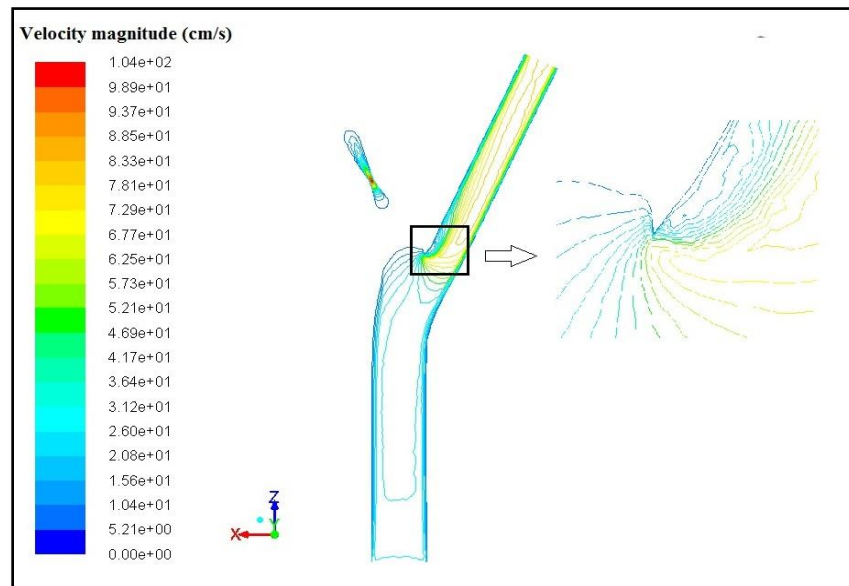 Velocity magnitude (cm/s)
1.04e+02
9.89e+01
9.37e+01
8.85e+01
8.33e+01
7.81e+01
7.29e+01
6.77e+01
6.25e+01
5.73e+01
5.21e+01
4.69e+01
4.17e+01
3.64e+01
3.12e+01
2.60e+01
2.08e+01
1.56e+01
1.04e+01
5.21e+00
0.00e+00
Z
X
Y